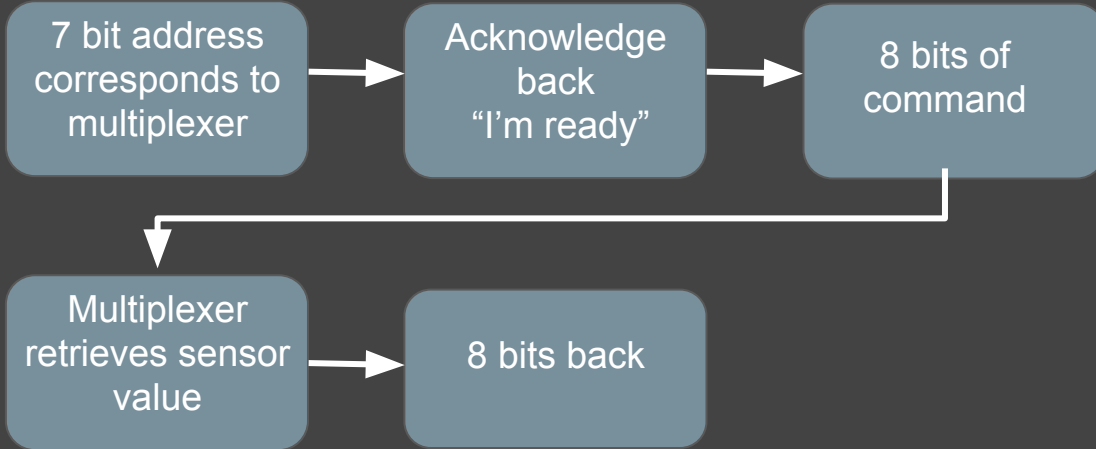 7 bit address
corresponds to
multiplexer
Acknowledge
back
“I’m ready”
8 bits of
command
Multiplexer
retrieves sensor
value
8 bits back